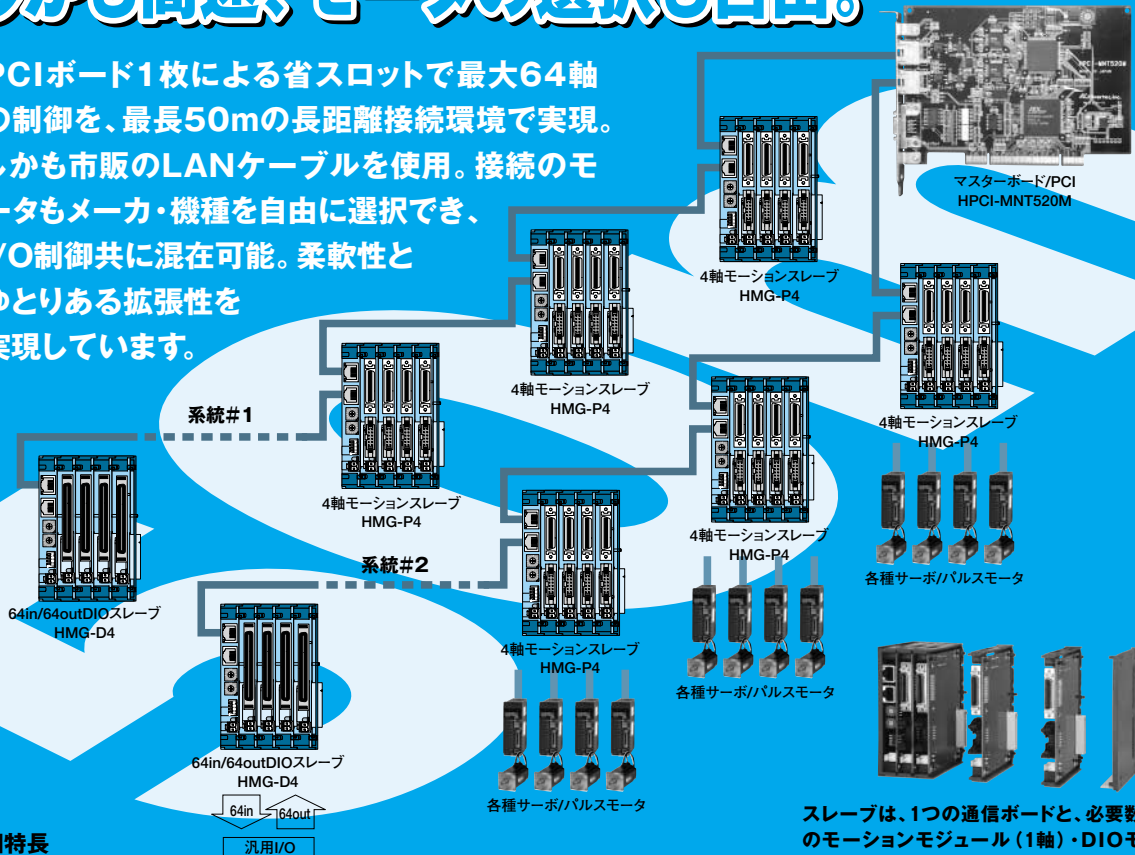 しかも高速、モータの選択も自由。
PCIボード1枚による省スロットで最大64軸
の制御を、最長50mの長距離接続環境で実現。
しかも市販のLANケーブルを使用。接続のモ
ータもメーカ・機種を自由に選択でき、
I/O制御共に混在可能。柔軟性と
ゆとりある拡張性を
実現しています。
マスターボード/PCI
HPCI-MNT520M
4軸モーションスレーブ
HMG-P4
4軸モーションスレーブ
HMG-P4
4軸モーションスレーブ
HMG-P4
系統#1
4軸モーションスレーブ
HMG-P4
4軸モーションスレーブ
HMG-P4
系統#2
64in/64outDIOスレーブ
HMG-D4
4軸モーションスレーブ
HMG-P4
各種サーボ/パルスモータ
各種サーボ/パルスモータ
各種サーボ/パルスモータ
64in/64outDIOスレーブ
HMG-D4
64in
64out
汎用I/O
特長
スレーブは、1つの通信ボードと、必要数
のモーションモジュール(1軸)・DIOモ